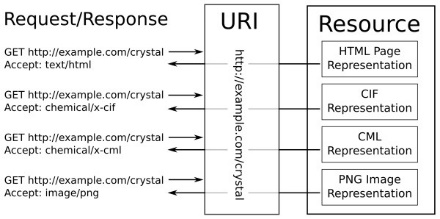 Request/Response
URI
Resource
GET http://example.com/crystal
Accept: text/html
GET http://example.com/crystal
Accept: chemical/x-cif
GET http://example.com/crystal
Accept: chemical/x-cml
GET http://example.com/crystal
Accept: image/png
http://example.com/crystal
HTML Page
Representation
CIF
Representation
CML
Representation
PNG Image
Representation